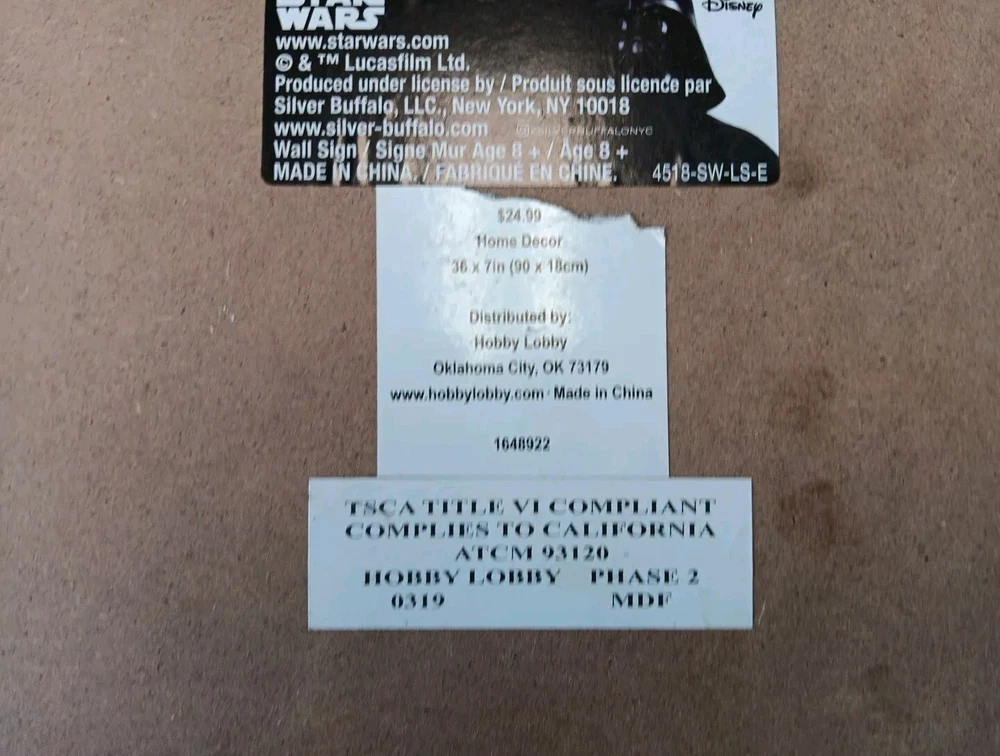 STAR
WARS
Disney
www.starwars.com
© & ™ Lucasfilm Ltd.
Produced under license by / Produit sous licence par
Silver Buffalo, LLC., New York, NY 10018
www.silver-buffalo.com @SILVERBUFFALONYC
Wall Sign / Signe Mur Age 8 + / Âge 8 +
MADE IN CHINA. / FABRIQUÉ EN CHINE. 4518-SW-LS-E
$24.99
Home Decor
36 x 7in (90 x 18cm)
Distributed by:
Hobby Lobby
Oklahoma City, OK 73179
www.hobbylobby.com · Made in China
1648922
TSCA TITLE VI COMPLIANT
COMPLIES TO CALIFORNIA
ATCM 93120
HOBBY LOBBY PHASE 2
0319 MDF